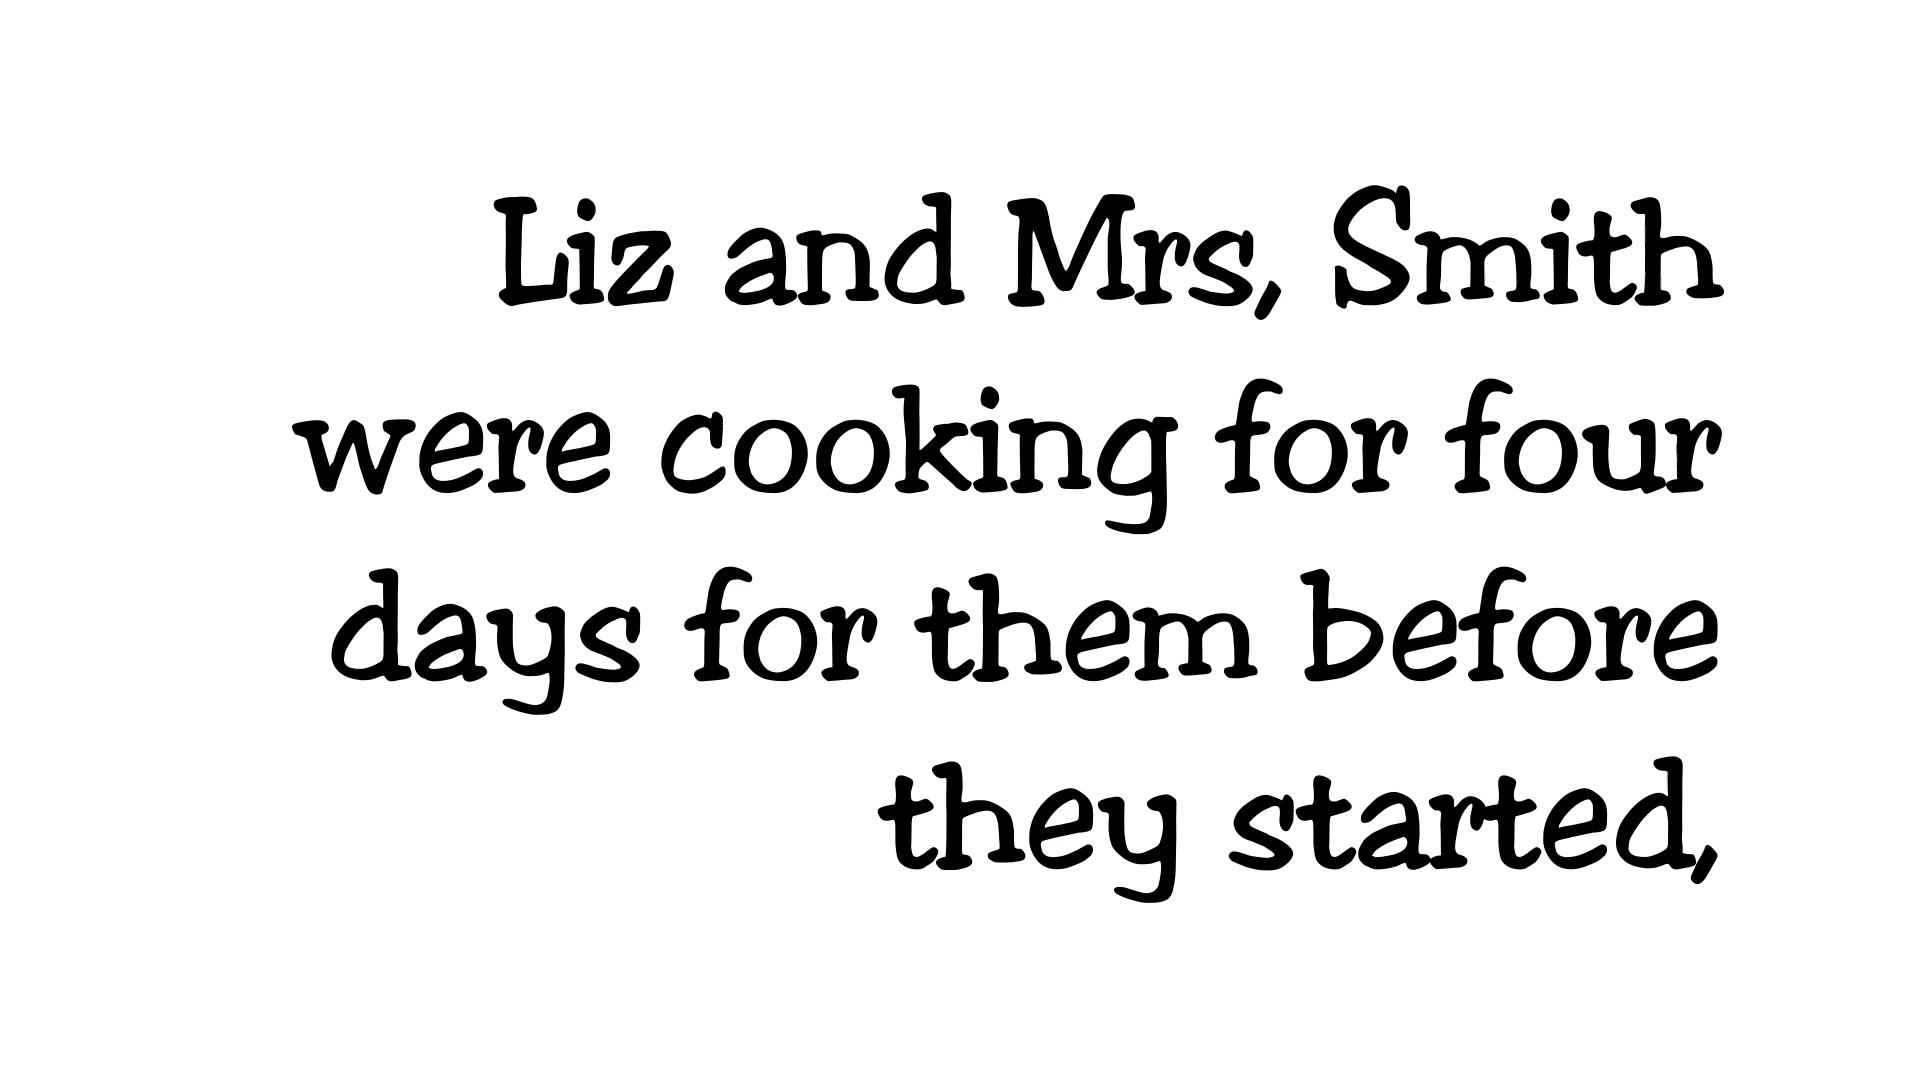 Liz and Mrs, Smith
were cooking for four
days for them before
they started,